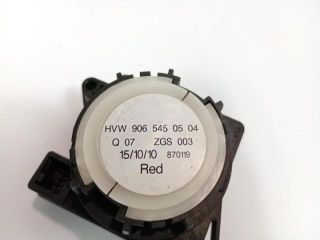 HVW 906 545 05 04
Q 07 ZGS 003
15/10/10 870119
Red